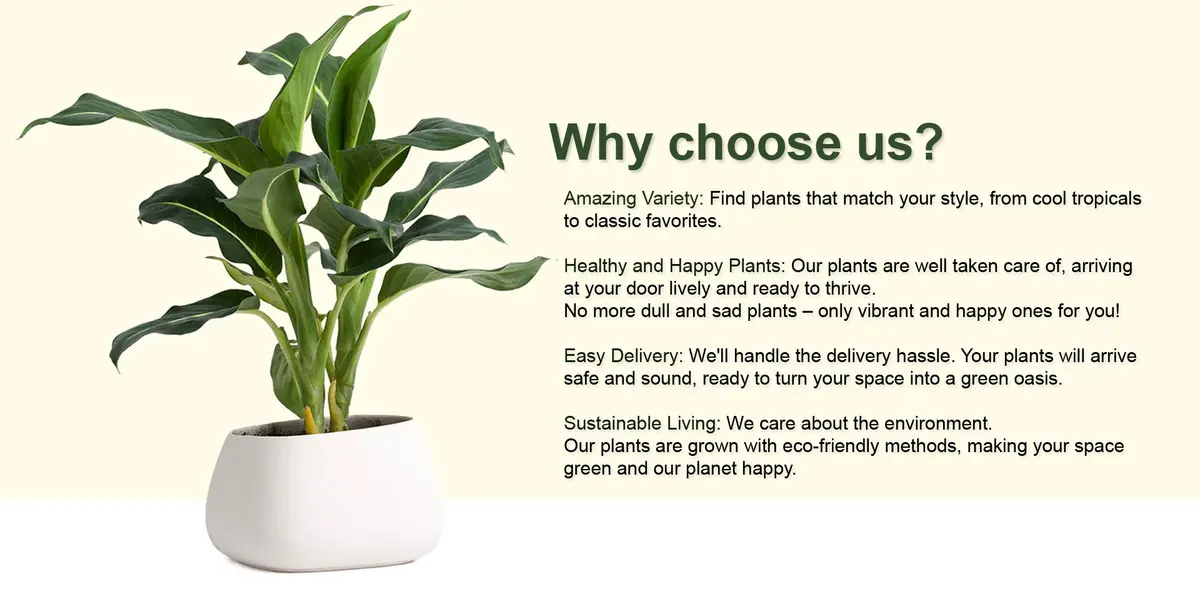 Why choose us?
Amazing Variety: Find plants that match your style, from cool tropicals
to classic favorites.
Healthy and Happy Plants: Our plants are well taken care of, arriving
at your door lively and ready to thrive.
No more dull and sad plants – only vibrant and happy ones for you!
Easy Delivery: We'll handle the delivery hassle. Your plants will arrive
safe and sound, ready to turn your space into a green oasis.
Sustainable Living: We care about the environment.
Our plants are grown with eco-friendly methods, making your space
green and our planet happy.